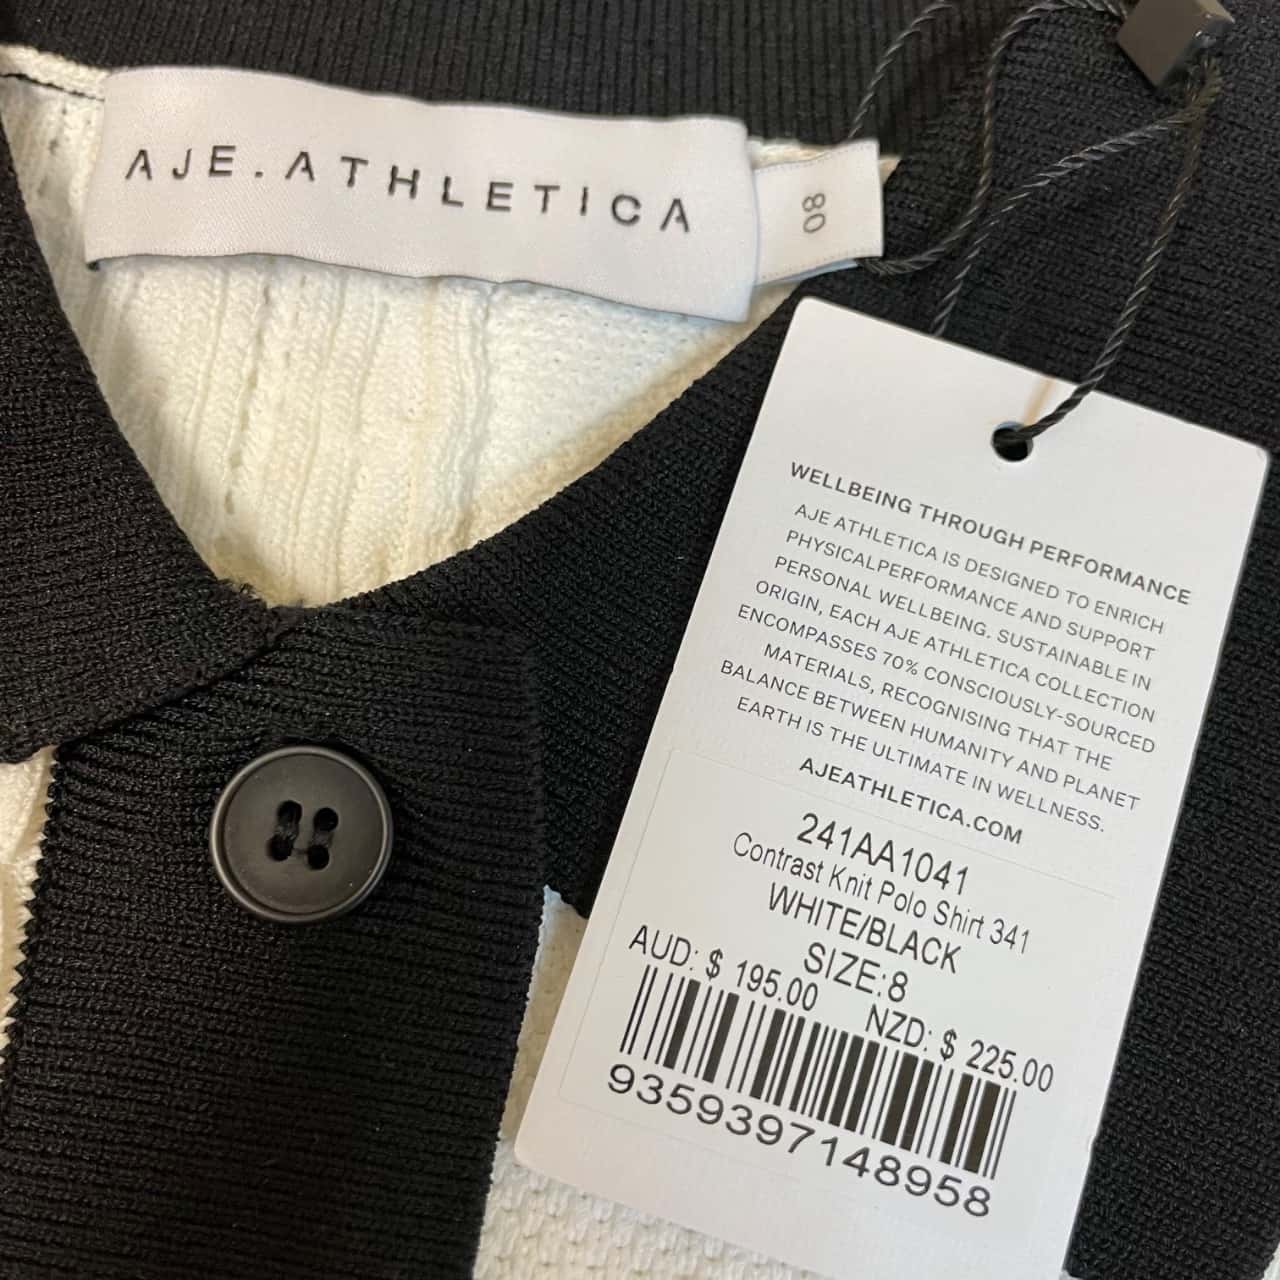 AJE.ATHLETICA
08
WELLBEING THROUGH PERFORMANCE
AJE ATHLETICA IS DESIGNED TO ENRICH
PHYSICALPERFORMANCE AND SUPPORT
PERSONAL WELLBEING. SUSTAINABLE IN
ORIGIN, EACH AJE ATHLETICA COLLECTION
ENCOMPASSES 70% CONSCIOUSLY-SOURCED
MATERIALS, RECOGNISING THAT THE
BALANCE BETWEEN HUMANITY AND PLANET
EARTH IS THE ULTIMATE IN WELLNESS.
AJEATHLETICA.COM
241AA1041
Contrast Knit Polo Shirt 341
WHITE/BLACK
SIZE:8
AUD: $ 195.00 NZD: $ 225.00
9359397148958